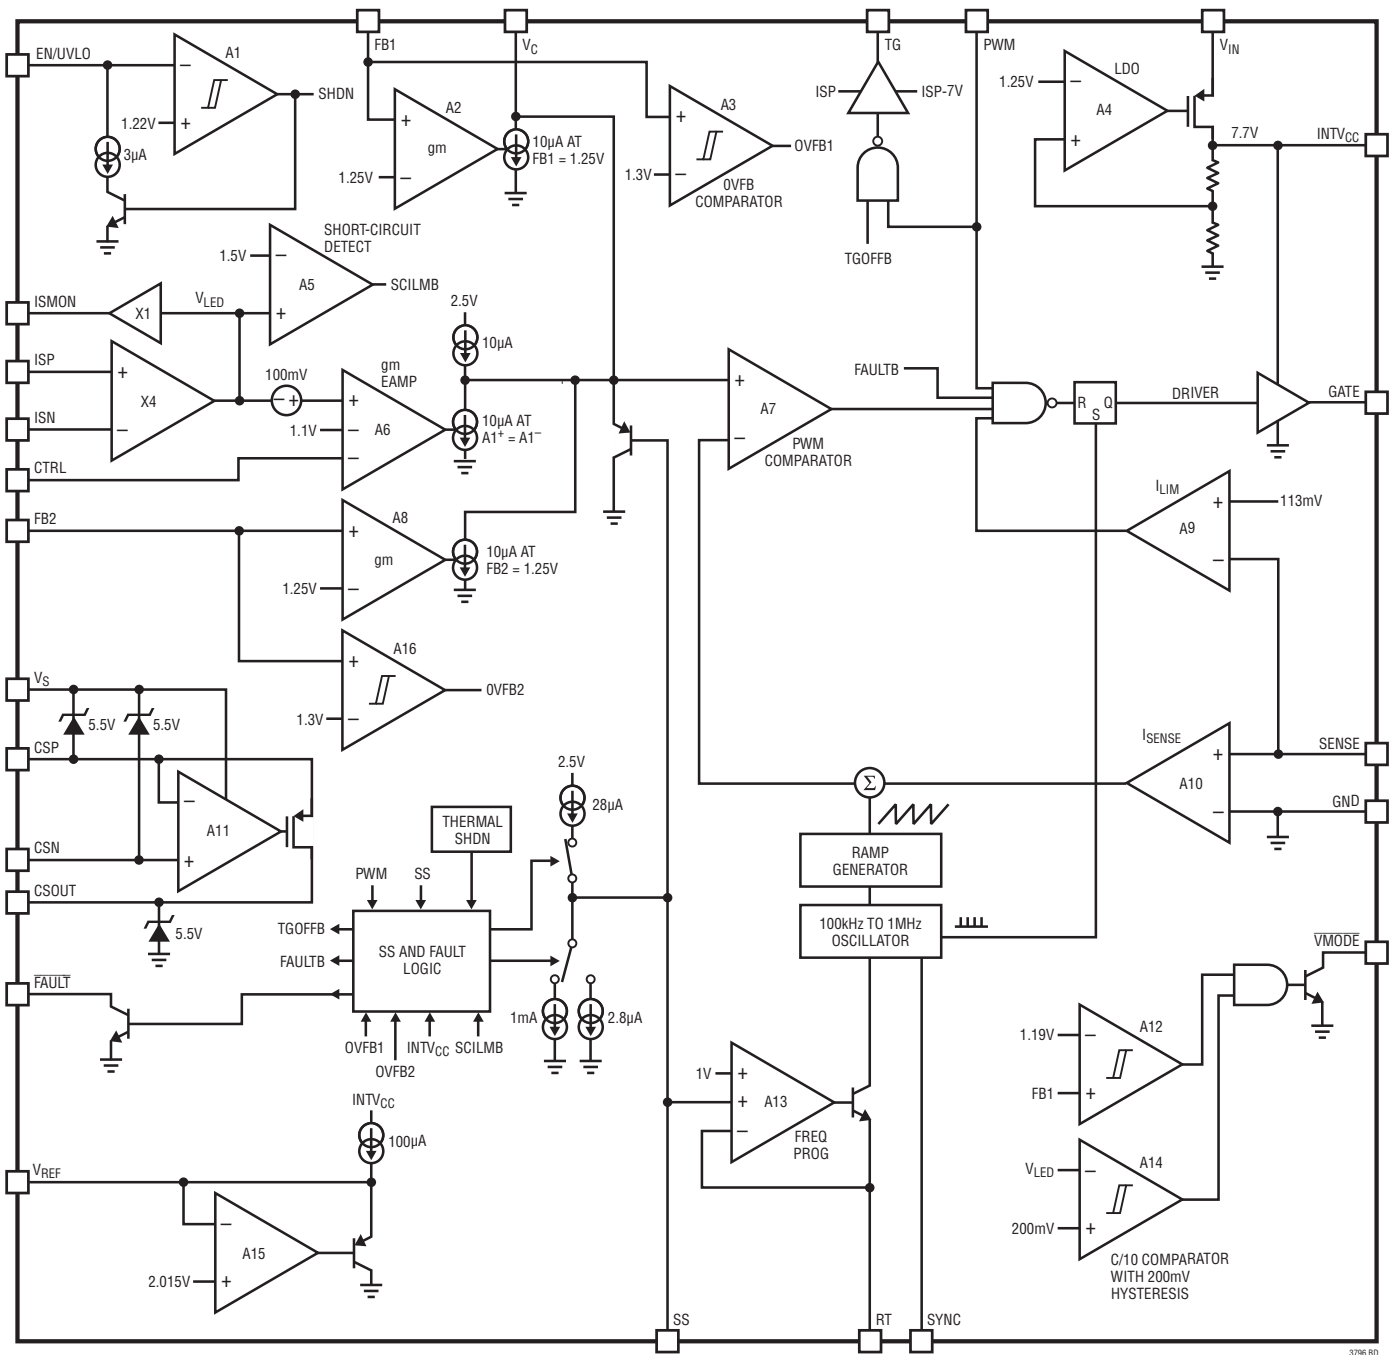 FB1
VC
TG
PWM
VIN
EN/UVLO
A1
−
+
1.22V
3µA
SHDN
A2
+
gm
−
1.25V
10µA AT
FB1 = 1.25V
A3
+
−
1.3V
OVFB1
OVFB
COMPARATOR
ISP
ISP-7V
TGOFFB
LDO
1.25V
−
A4
+
7.7V
INTVCC
SHORT-CIRCUIT
DETECT
1.5V
−
A5
+
SCILMB
ISMON
X1
VLED
ISP
+
X4
−
ISN
100mV
− +
gm
EAMP
+
1.1V
−
A6
−
CTRL
2.5V
10µA
10µA AT
A1+ = A1−
+
A7
−
PWM
COMPARATOR
FAULTB
R
S
Q
DRIVER
GATE
ILIM
+
113mV
A9
−
FB2
A8
+
gm
1.25V
−
10µA AT
FB2 = 1.25V
A16
+
1.3V
−
OVFB2
VS
5.5V
5.5V
CSP
−
A11
+
CSN
CSOUT
5.5V
ISENSE
+
A10
−
SENSE
GND
Σ
RAMP
GENERATOR
100kHz TO 1MHz
OSCILLATOR
2.5V
28µA
THERMAL
SHDN
PWM
SS
TGOFFB
FAULTB
SS AND FAULT
LOGIC
FAULT
OVFB1
OVFB2
INTVCC
SCILMB
1mA
2.8µA
VMODE
1.19V
−
A12
FB1
+
VLED
−
A14
200mV
+
C/10 COMPARATOR
WITH 200mV
HYSTERESIS
1V
+
+
A13
−
FREQ
PROG
INTVCC
100µA
VREF
−
A15
2.015V
+
SS
RT
SYNC
3796 BD